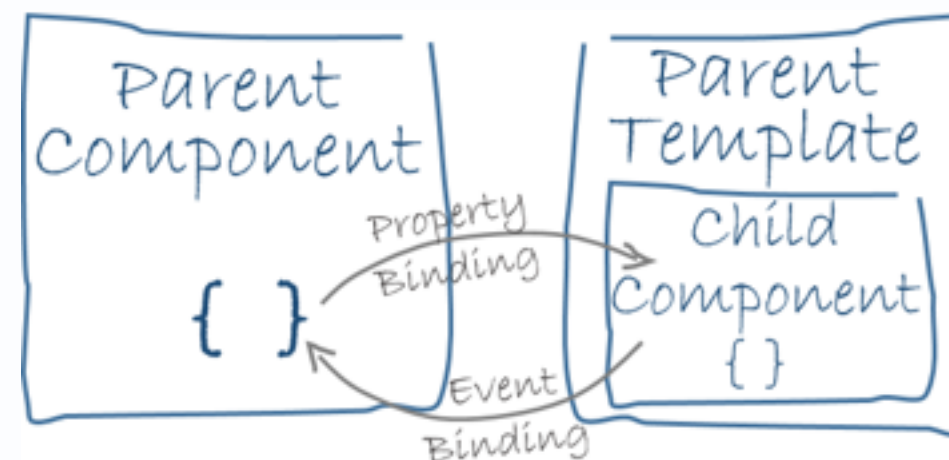 Parent
Component
{ }
Property
Binding
Event
Binding
Parent
Template
Child
Component
{ }